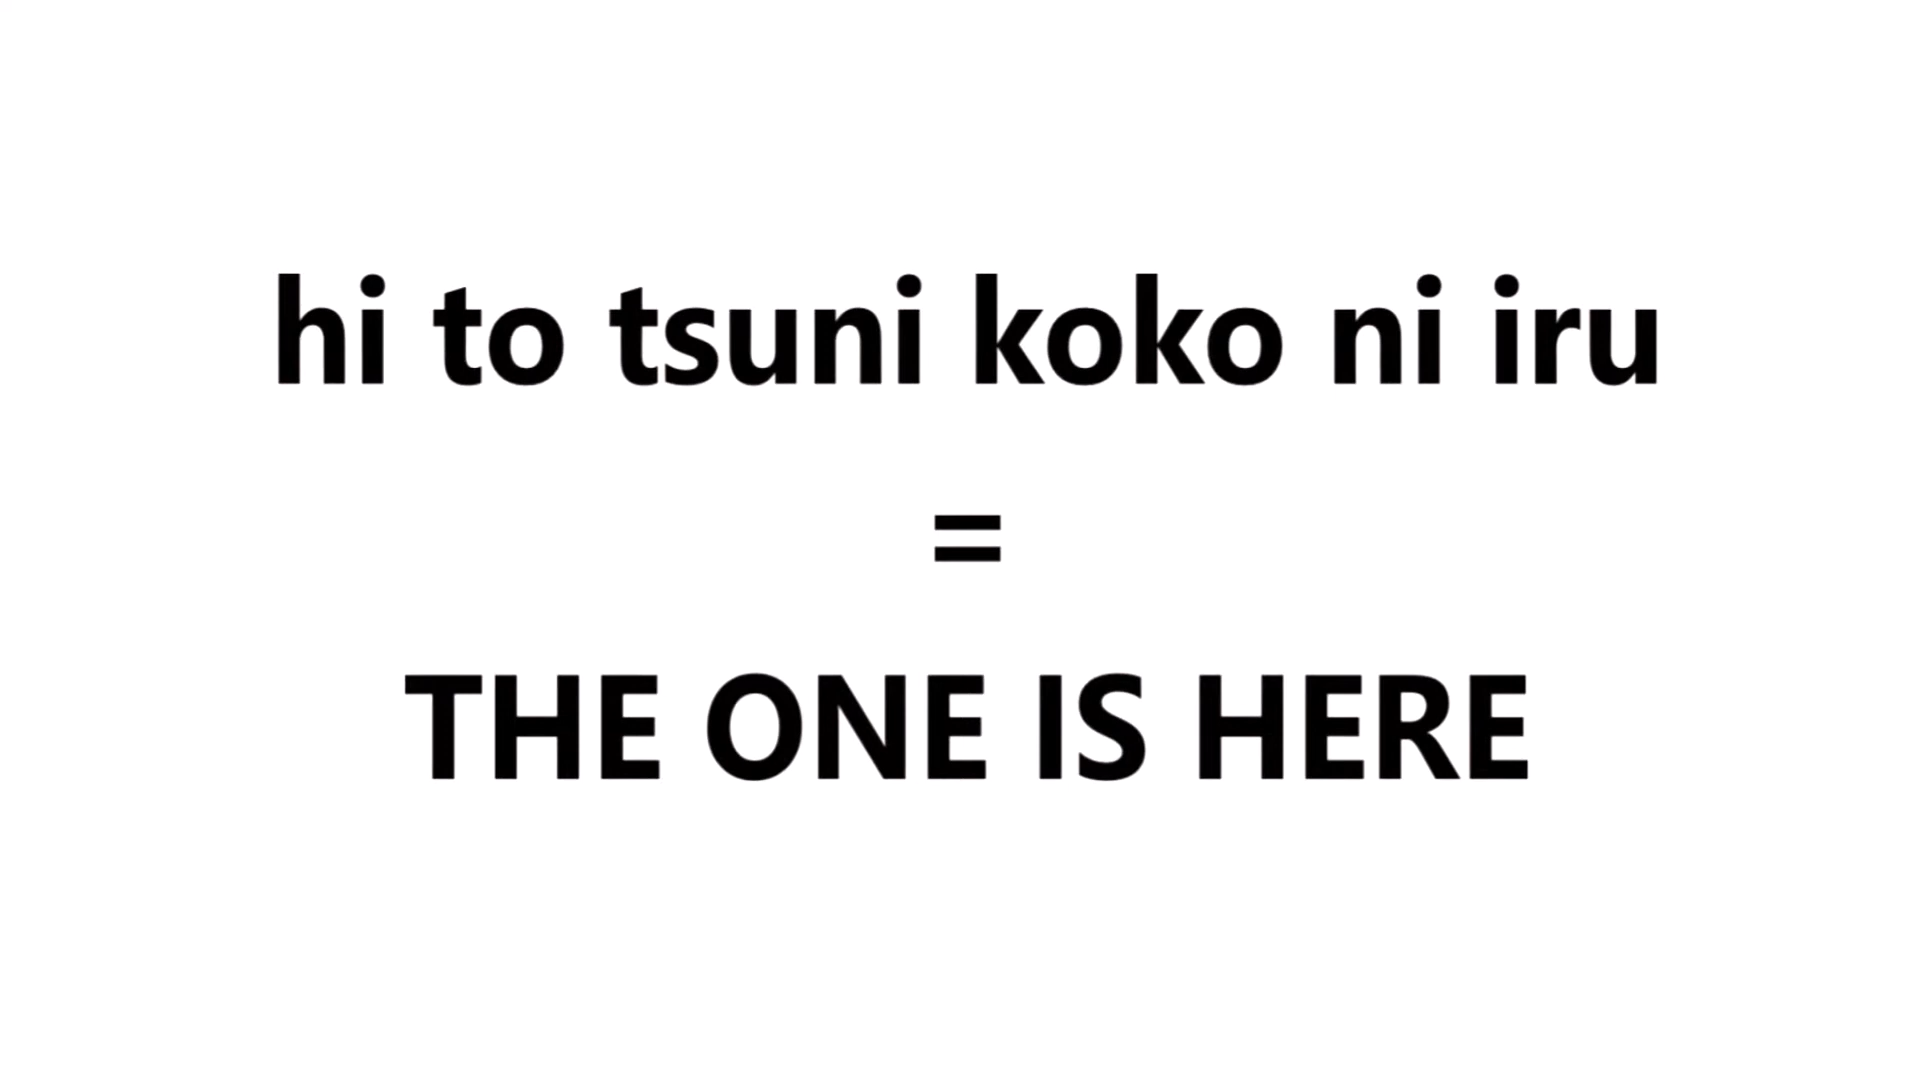 hi to tsuni koko ni iru
=
THE ONE IS HERE